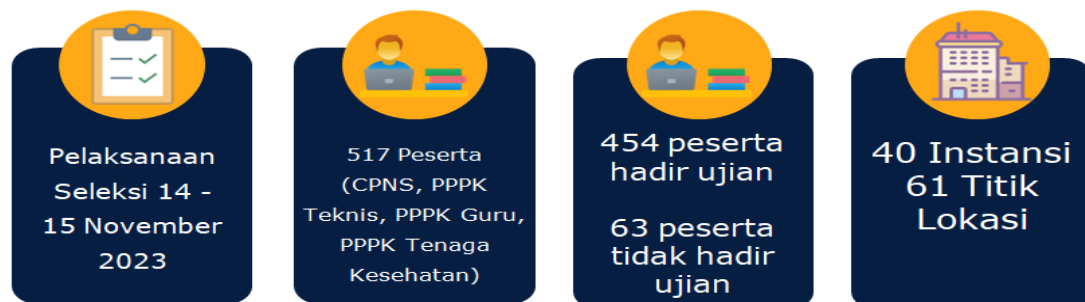 Pelaksanaan
Seleksi 14 -
15 November
2023
517 Peserta
(CPNS, PPPK
Teknis, PPPK Guru,
PPPK Tenaga
Kesehatan)
454 peserta
hadir ujian
63 peserta
tidak hadir
ujian
40 Instansi
61 Titik
Lokasi